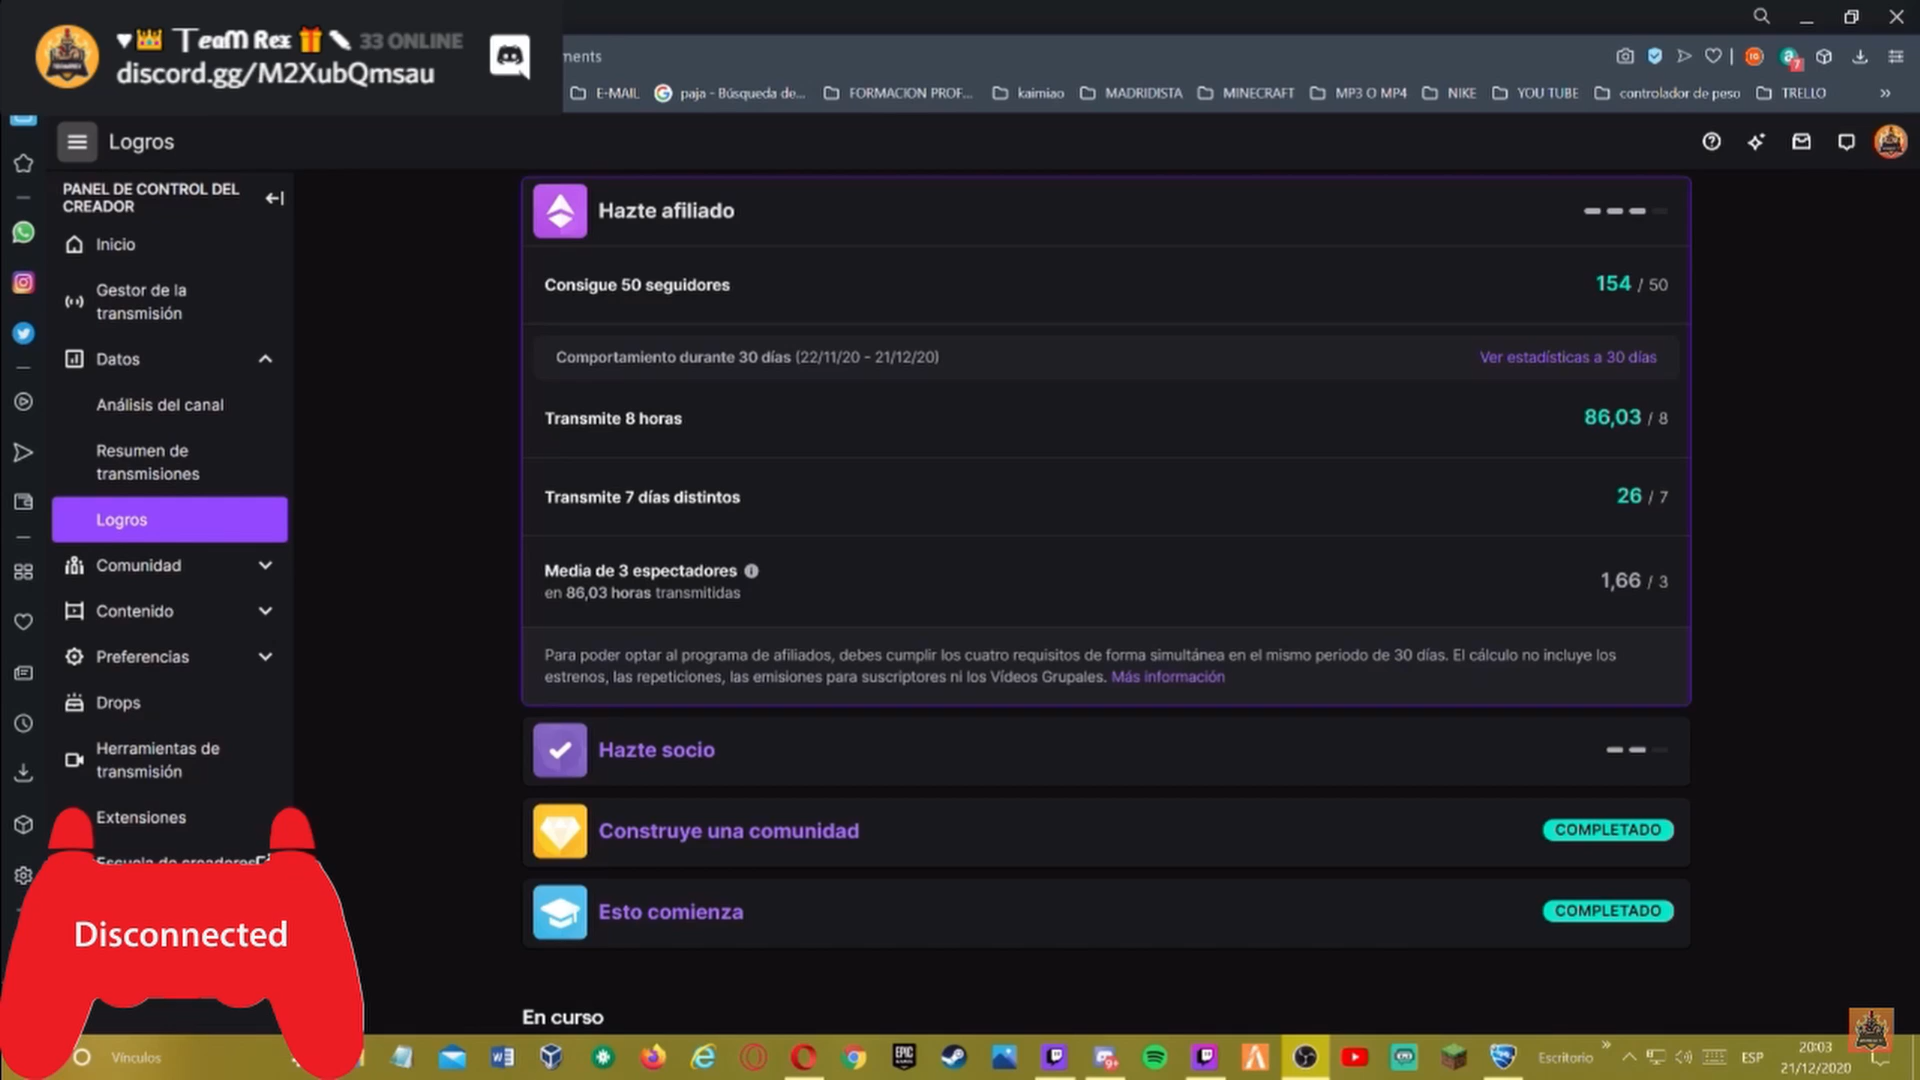 TeaM Rex 33 ONLINE
discord.gg/M2XubQmsau
ments
E-MAIL
paja - Búsqueda de...
FORMACION PROF...
kaimiao
MADRIDISTA
MINECRAFT
MP3 O MP4
NIKE
YOU TUBE
controlador de peso
TRELLO
»
7
Logros
PANEL DE CONTROL DEL
CREADOR
Inicio
Gestor de la
transmisión
Datos
Análisis del canal
Resumen de
transmisiones
Logros
Comunidad
Contenido
Preferencias
Drops
Herramientas de
transmisión
Extensiones
Escuela de creadores
Disconnected
Hazte afiliado
Consigue 50 seguidores
154 / 50
Comportamiento durante 30 días (22/11/20 - 21/12/20)
Ver estadísticas a 30 días
Transmite 8 horas
86,03 / 8
Transmite 7 días distintos
26 / 7
Media de 3 espectadores
en 86,03 horas transmitidas
1,66 / 3
Para poder optar al programa de afiliados, debes cumplir los cuatro requisitos de forma simultánea en el mismo periodo de 30 días. El cálculo no incluye los
estrenos, las repeticiones, las emisiones para suscriptores ni los Vídeos Grupales. Más información
Hazte socio
Construye una comunidad
COMPLETADO
Esto comienza
COMPLETADO
En curso
Vínculos
EPIC
Escritorio
»
ESP
20:03
21/12/2020